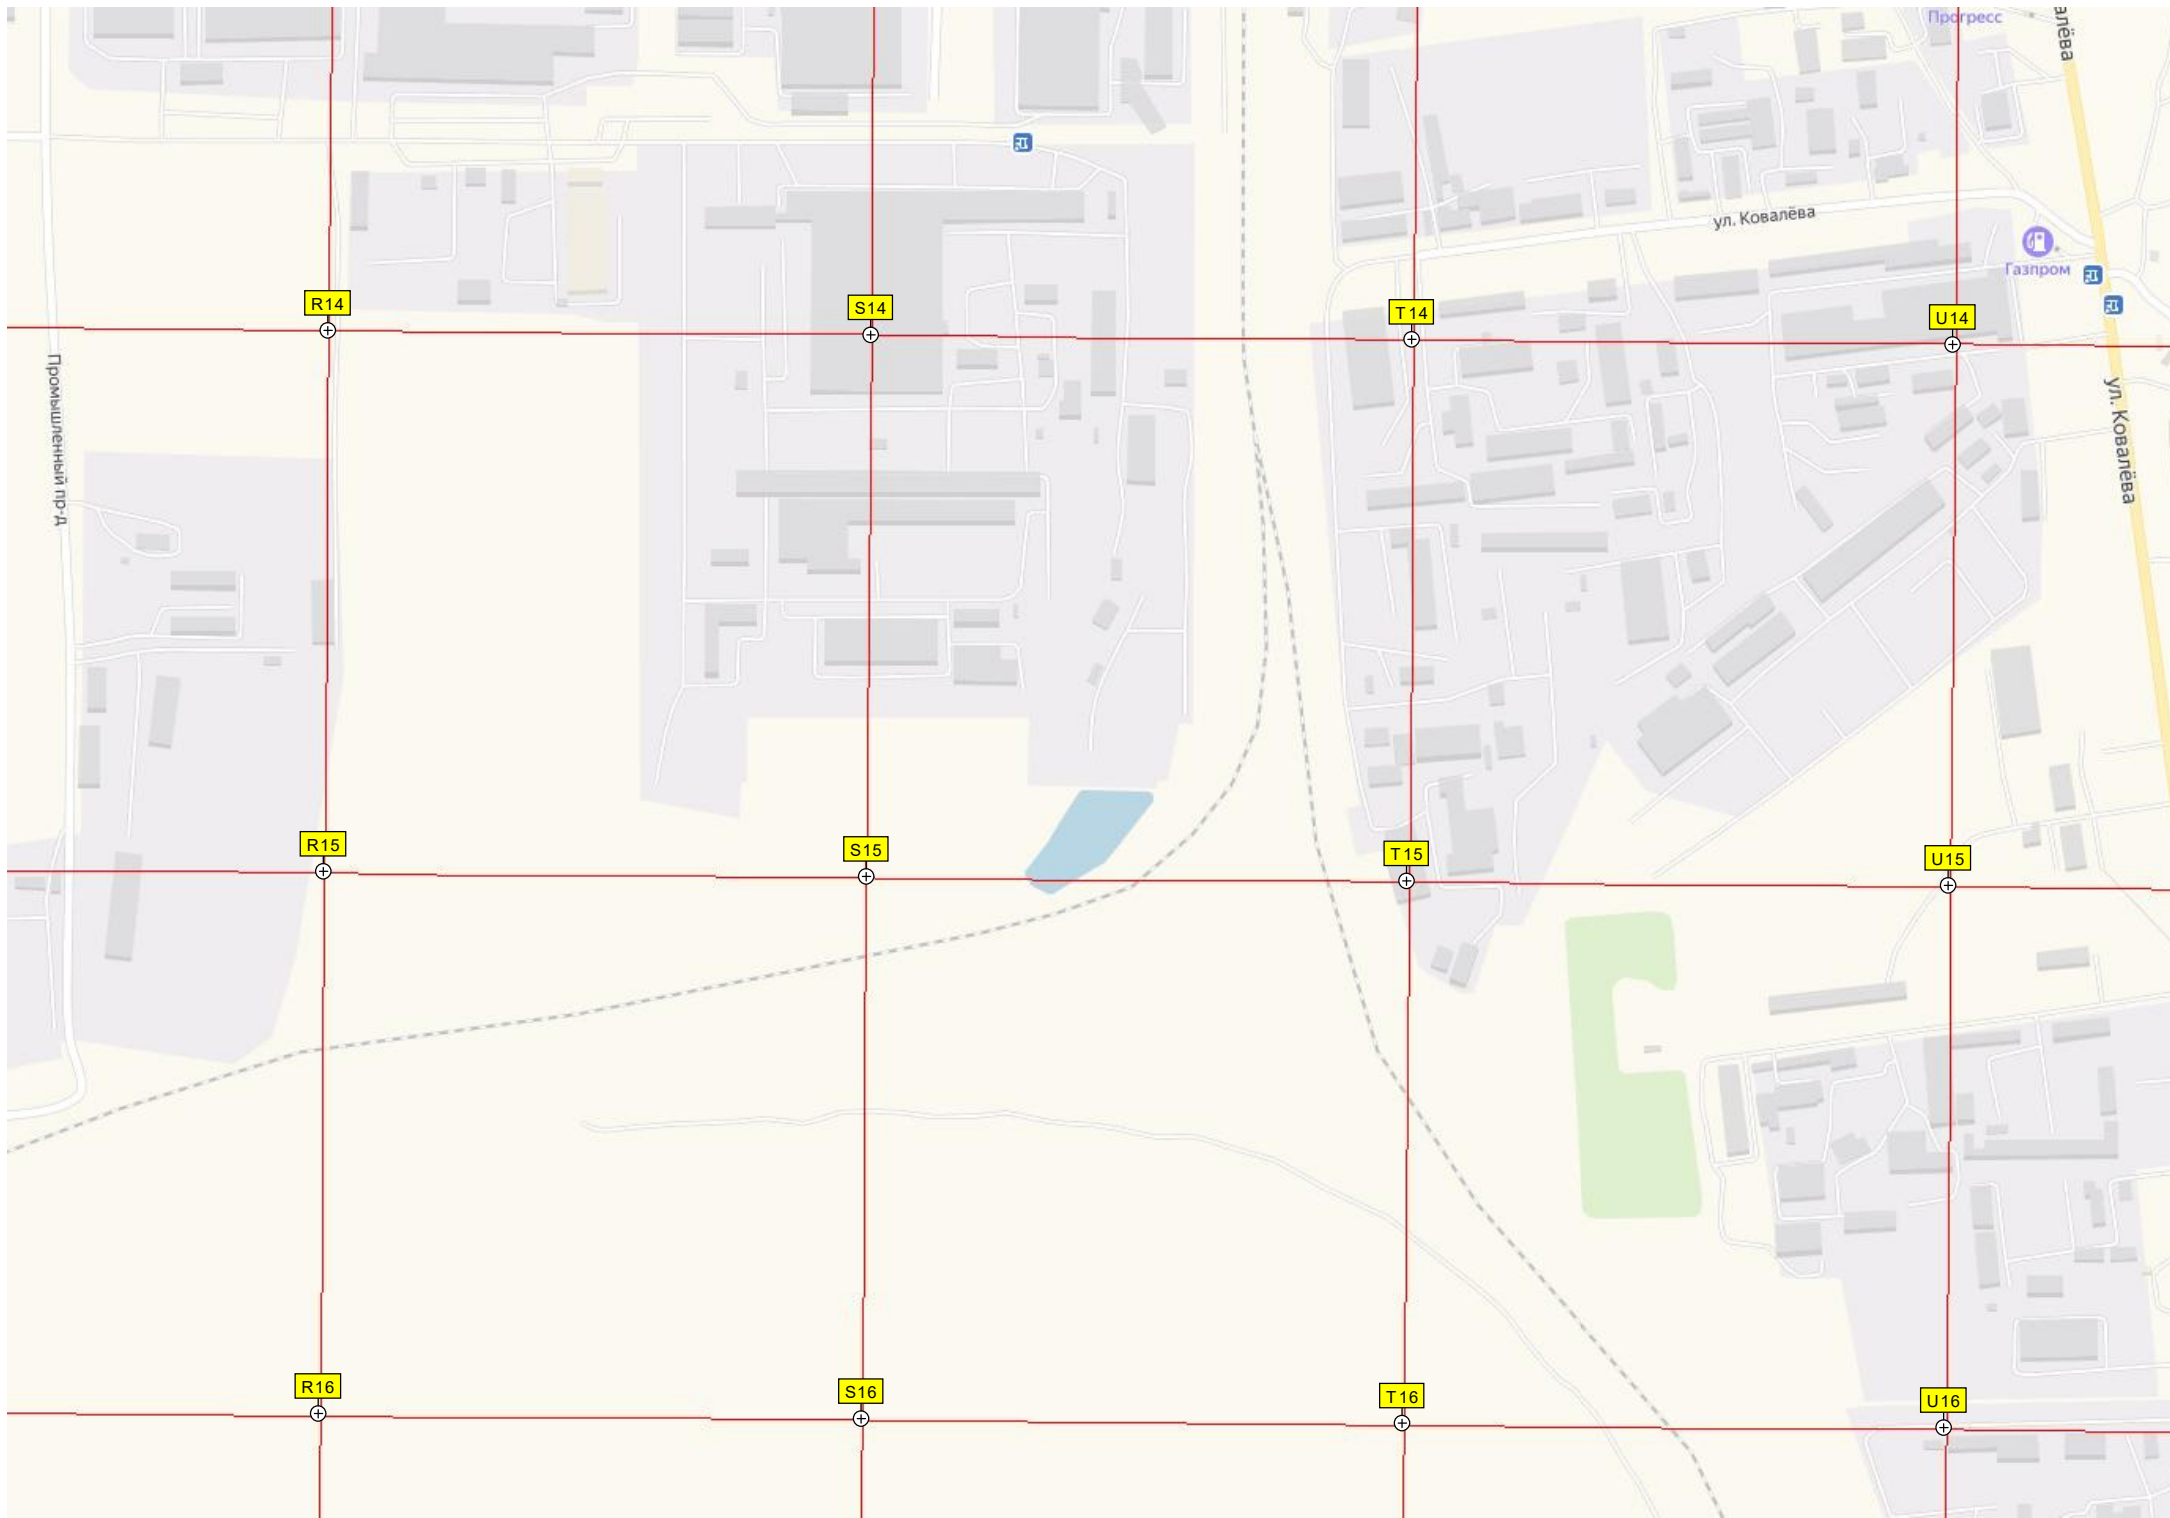 Прогресс
алёва
ул. Ковалёва
Газпром
R14
S14
T14
U14
Промышленный пр-д
ул. Ковалёва
R15
S15
T15
U15
R16
S16
T16
U16